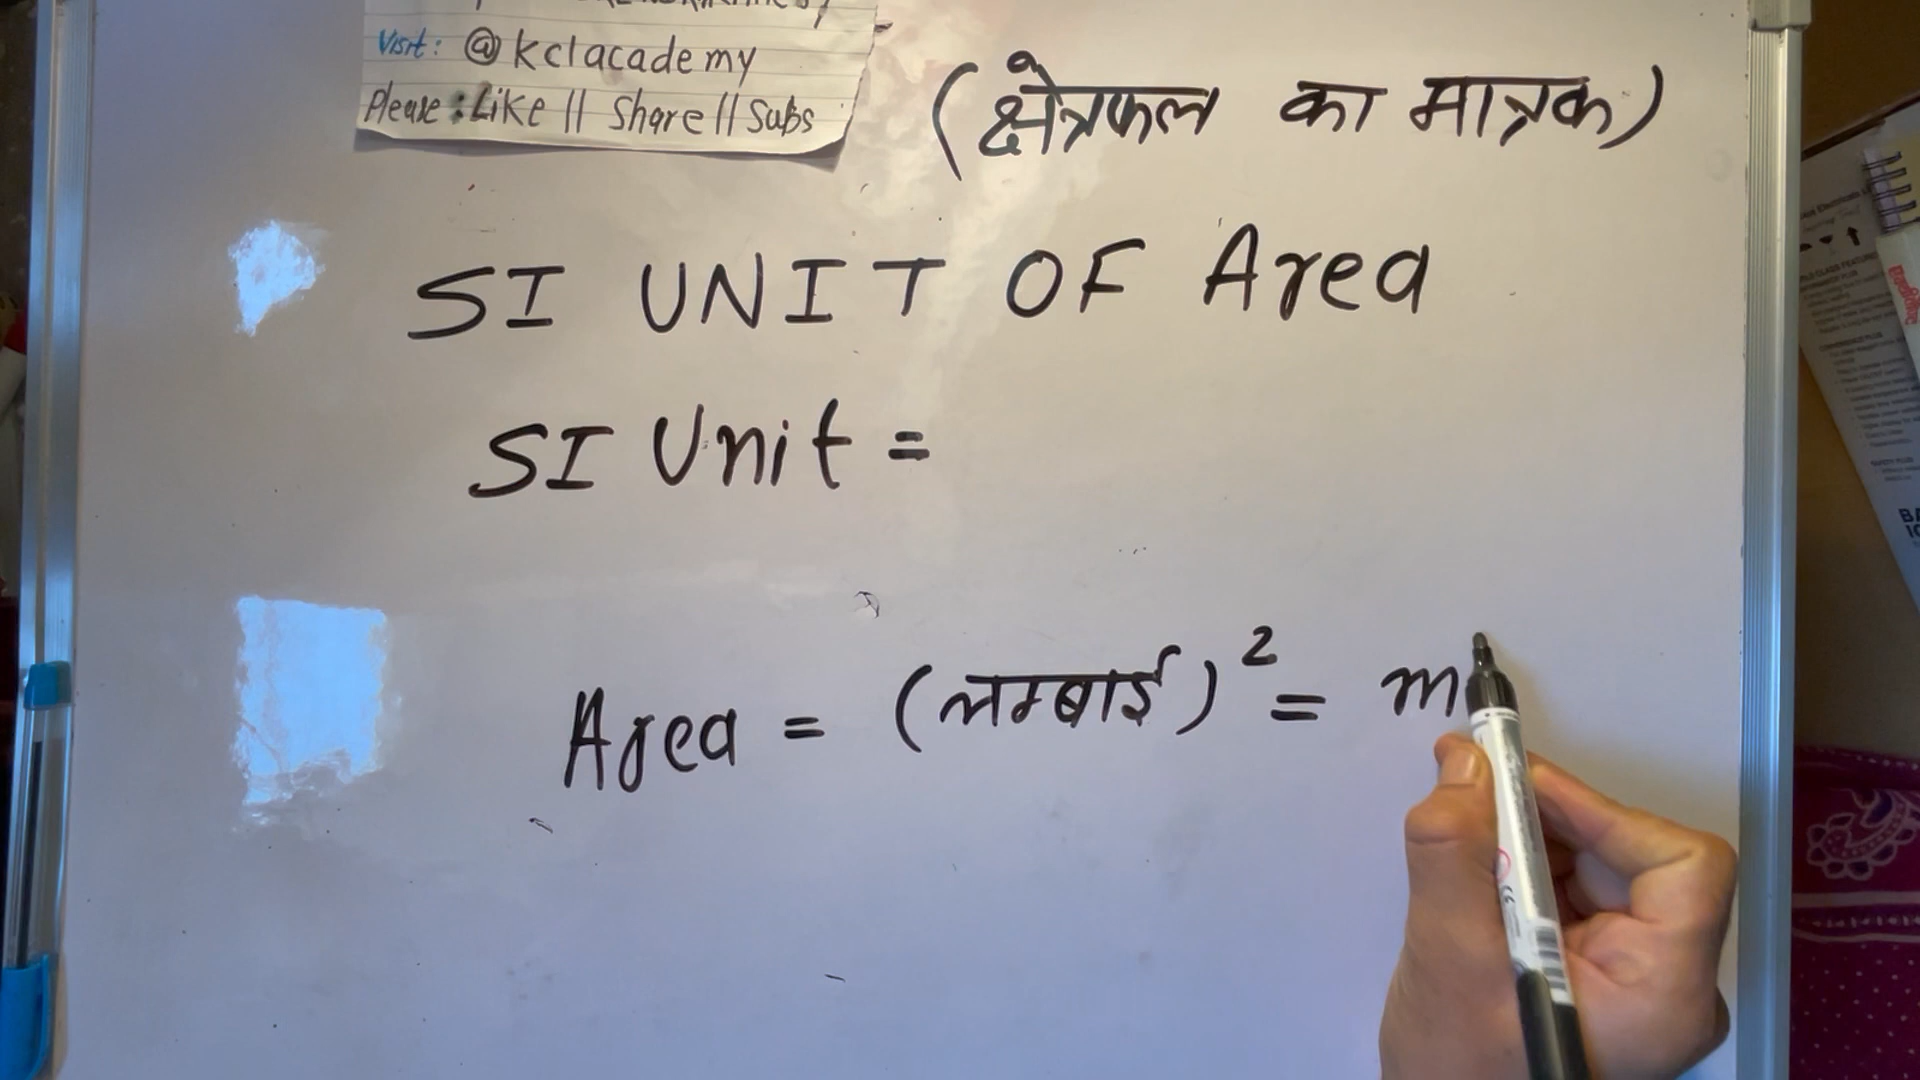 Visit: @kclacademy
Please: Like || Share || Subs
(क्षेत्रफल का मात्रक)
SI UNIT OF Area
SI Unit =
Area = (लम्बाई)² = m